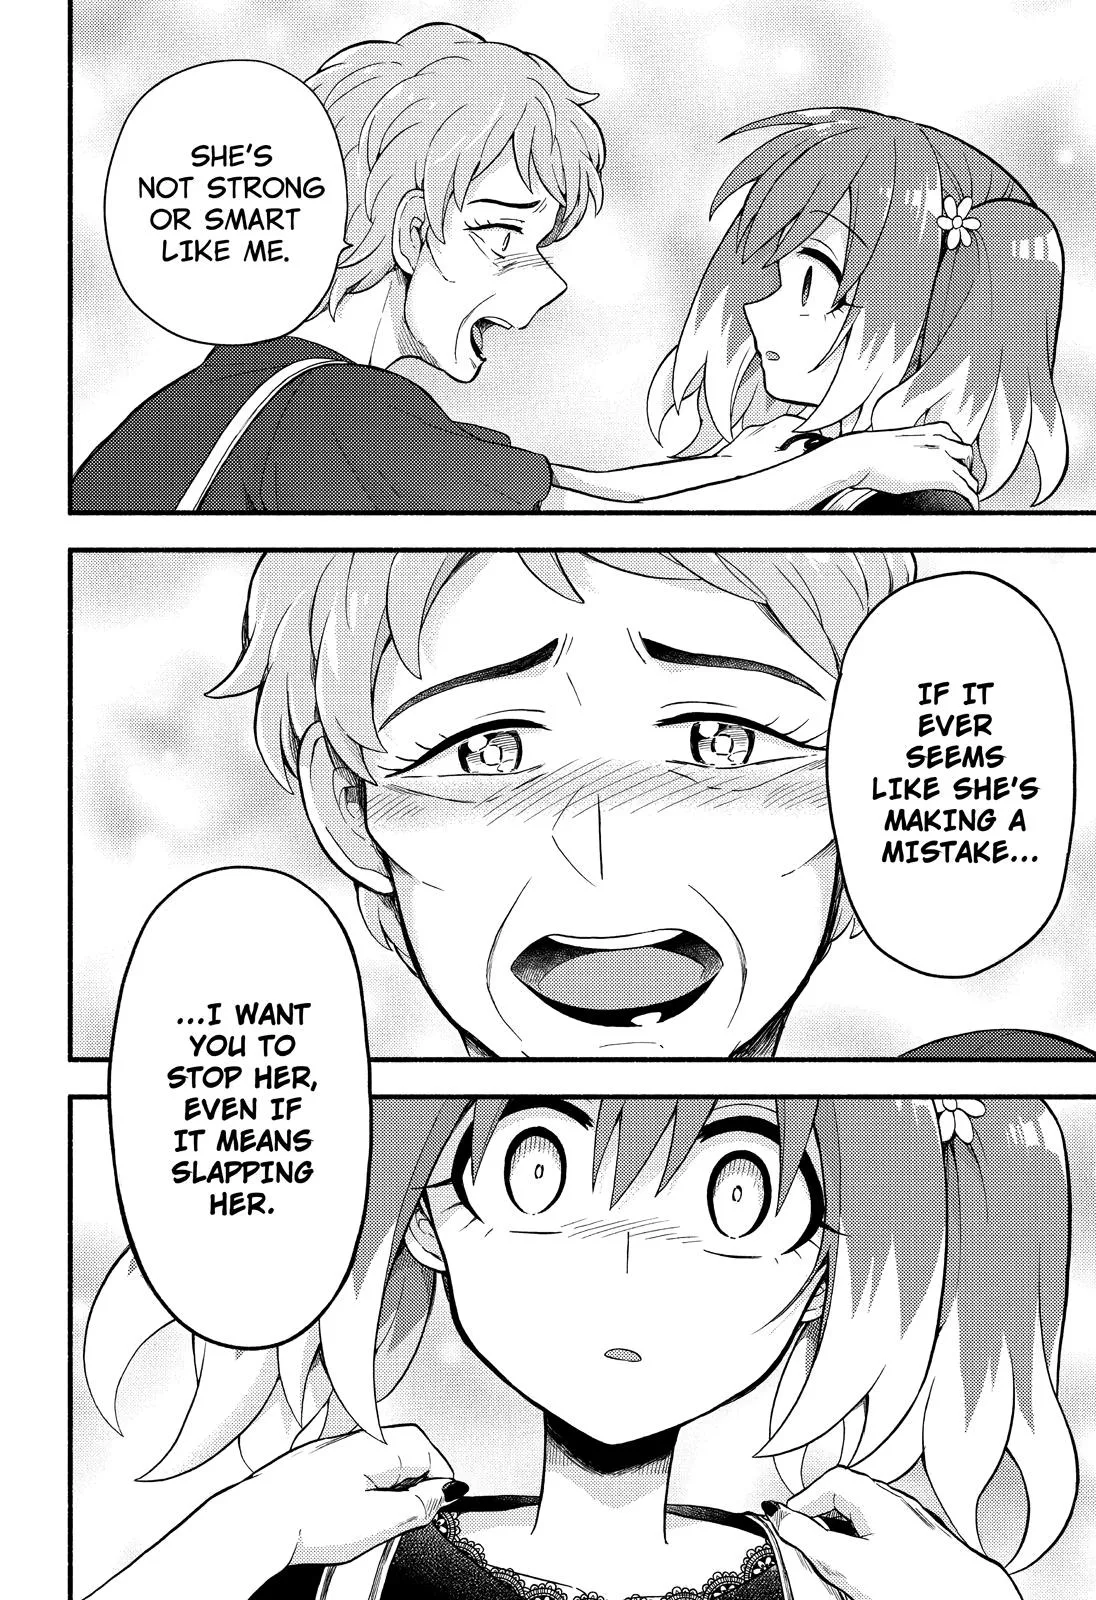 SHE'S
NOT STRONG
OR SMART
LIKE ME.
IF IT
EVER
SEEMS
LIKE SHE'S
MAKING A
MISTAKE...
...I WANT
YOU TO
STOP HER,
EVEN IF
IT MEANS
SLAPPING
HER.